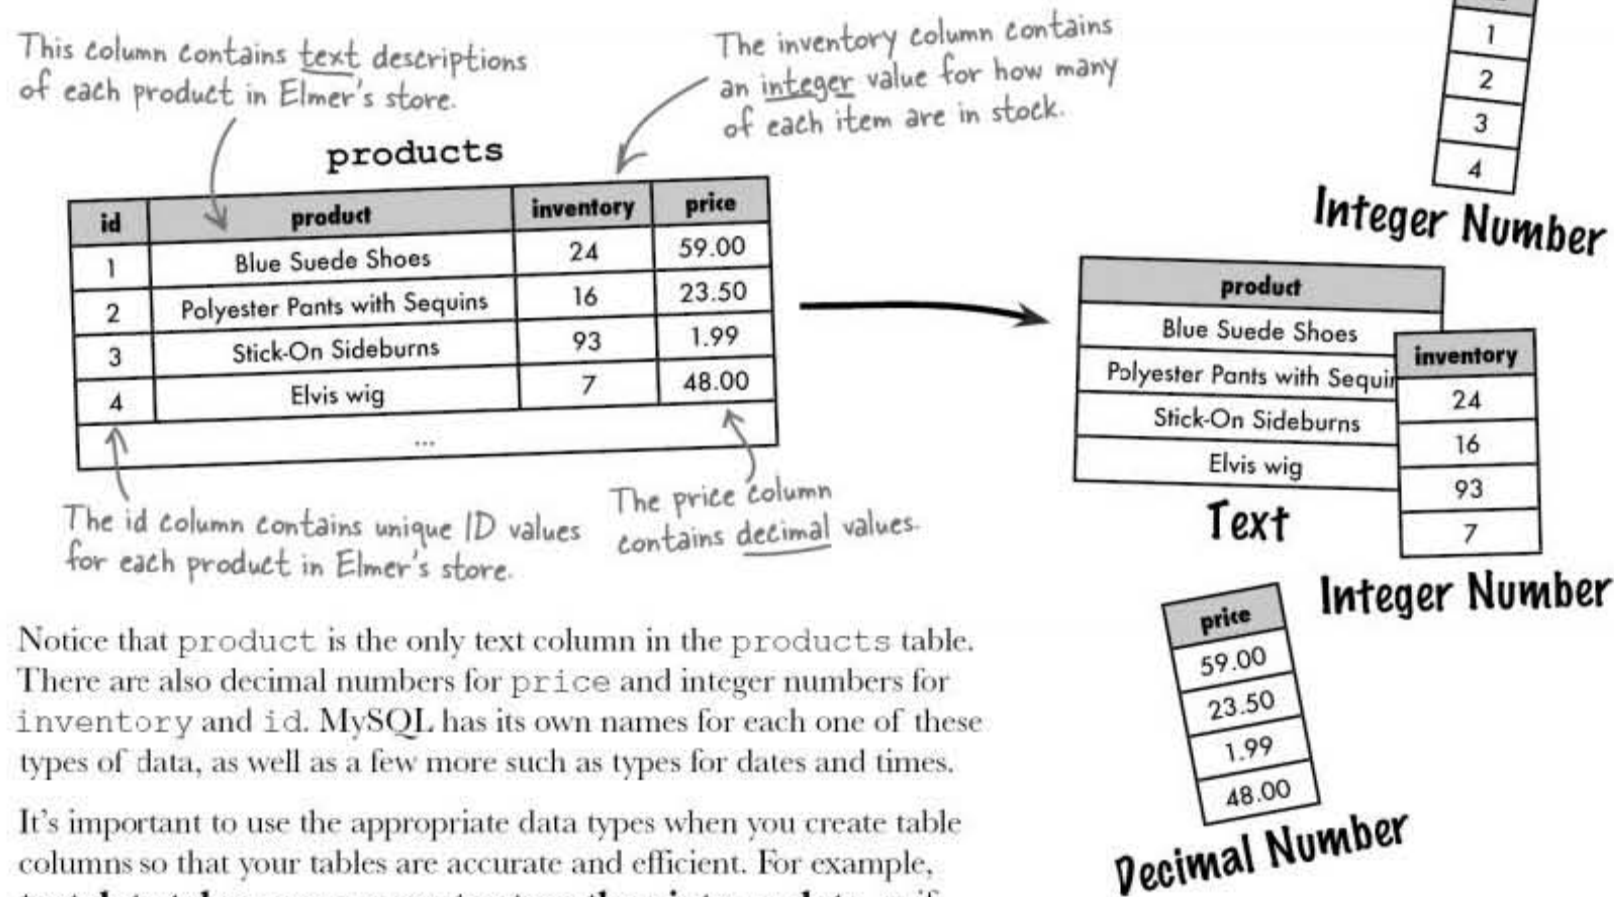 This column contains text descriptions
of each product in Elmer's store.
The inventory column contains
an integer value for how many
of each item are in stock.
products
id product inventory price
1 Blue Suede Shoes 24 59.00
2 Polyester Pants with Sequins 16 23.50
3 Stick-On Sideburns 93 1.99
4 Elvis wig 7 48.00
...
The id column contains unique ID values
for each product in Elmer's store.
The price column
contains decimal values.
1
2
3
4
Integer Number
product
Blue Suede Shoes
Polyester Pants with
Stick-On Sideburns
Elvis wig
Text
inventory
24
16
93
7
Integer Number
price
59.00
23.50
1.99
48.00
Decimal Number
Notice that product is the only text column in the products table.
There are also decimal numbers for price and integer numbers for
inventory and id. MySQL has its own names for each one of these
types of data, as well as a few more such as types for dates and times.
It's important to use the appropriate data types when you create table
columns so that your tables are accurate and efficient. For example,